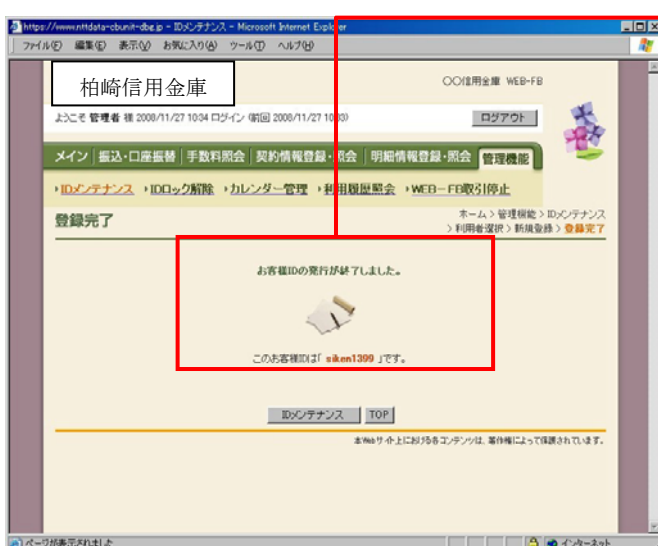 https://www.nttdata-cbunit-dbe.jp - IDメンテナンス - Microsoft Internet Explorer
ファイル(F) 編集(E) 表示(V) お気に入り(A) ツール(T) ヘルプ(H)
柏崎信用金庫
○○信用金庫 WEB-FB
ようこそ 管理者 様 2008/11/27 10:34 ログイン (前回 2008/11/27 10:33)
ログアウト
メイン 振込・口座振替 手数料照会 契約情報登録・照会 明細情報登録・照会 管理機能
IDメンテナンス IDロック解除 カレンダー管理 利用履歴照会 WEB-FB取引停止
登録完了
ホーム > 管理機能 > IDメンテナンス
> 利用者選択 > 新規登録 > 登録完了
お客様IDの発行が終了しました。
このお客様IDは「 siken1399 」です。
IDメンテナンス TOP
本Webサイト上における各コンテンツは、著作権によって保護されています。
ページが表示されました インターネット